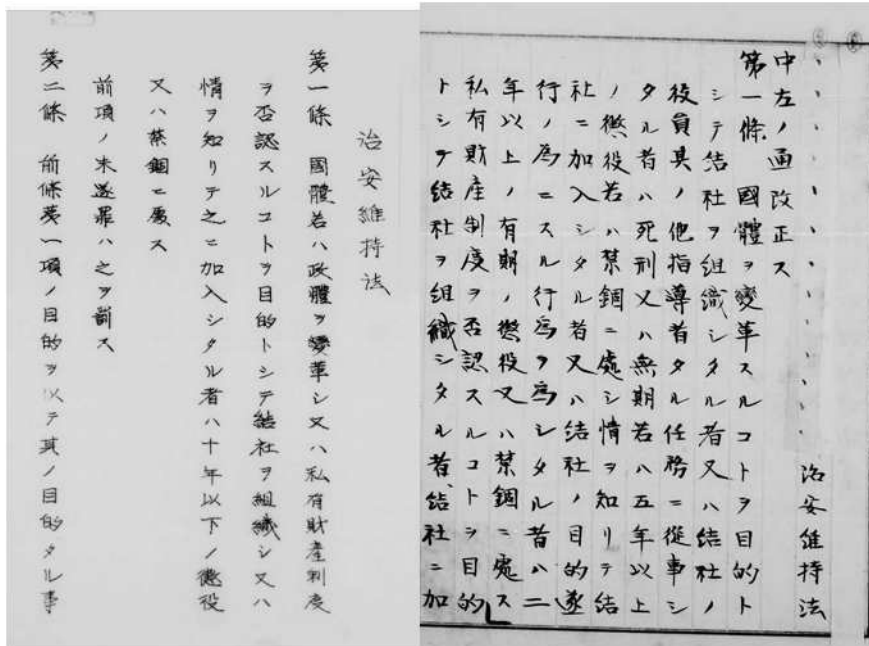 治安維持法
中左ノ通改正ス
第一條 國體ヲ變革スルコトヲ目的ト
シテ結社ヲ組織シタル者又ハ結社ノ
役員其ノ他指導者タル任務ニ從事シ
タル者ハ死刑又ハ無期若ハ五年以上
ノ懲役若ハ禁錮ニ處シ情ヲ知リテ結
社ニ加入シタル者又ハ結社ノ目的遂
行ノ爲ニスル行爲ヲ爲シタル者ハ二
年以上ノ有期ノ懲役又ハ禁錮ニ處ス
私有財産制度ヲ否認スルコトヲ目的
トシテ結社ヲ組織シタル者結社ニ加
治安維持法
第一條 國體若ハ政體ヲ變革シ又ハ私有財産制度
ヲ否認スルコトヲ目的トシテ結社ヲ組織シ又ハ
情ヲ知リテ之ニ加入シタル者ハ十年以下ノ懲役
又ハ禁錮ニ處ス
前項ノ未遂罪ハ之ヲ罰ス
第二條 前條第一項ノ目的ヲ以テ其ノ目的タル事